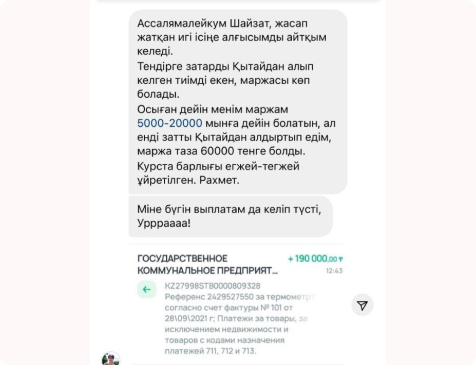 Ассалямалейкум Шайзат, жасап
жатқан игі ісіңе алғысымды айтқым
келеді.
Тендірге затарды Қытайдан алып
келген тиімді екен, маржасы көп
болады.
Осыған дейін менім маржам
5000-20000 мынға дейін болатын, ал
енді затты Қытайдан алдыртып едім,
маржа таза 60000 тенге болды.
Курста барлығы егжей-тегжей
ұйретілген. Рахмет.
Міне бүгін выплатам да келіп түсті,
Уррраааа!
ГОСУДАРСТВЕННОЕ + 190 000,00 ₸
КОММУНАЛЬНОЕ ПРЕДПРИЯТ... 12:43
KZ27998STB0000809328
Референс 2429527550 за термометр
согласно счет фактуры № 101 от
28\09\2021 г; Платежи за товары, за
исключением недвижимости и
товаров с кодами назначения
платежей 711, 712 и 713.